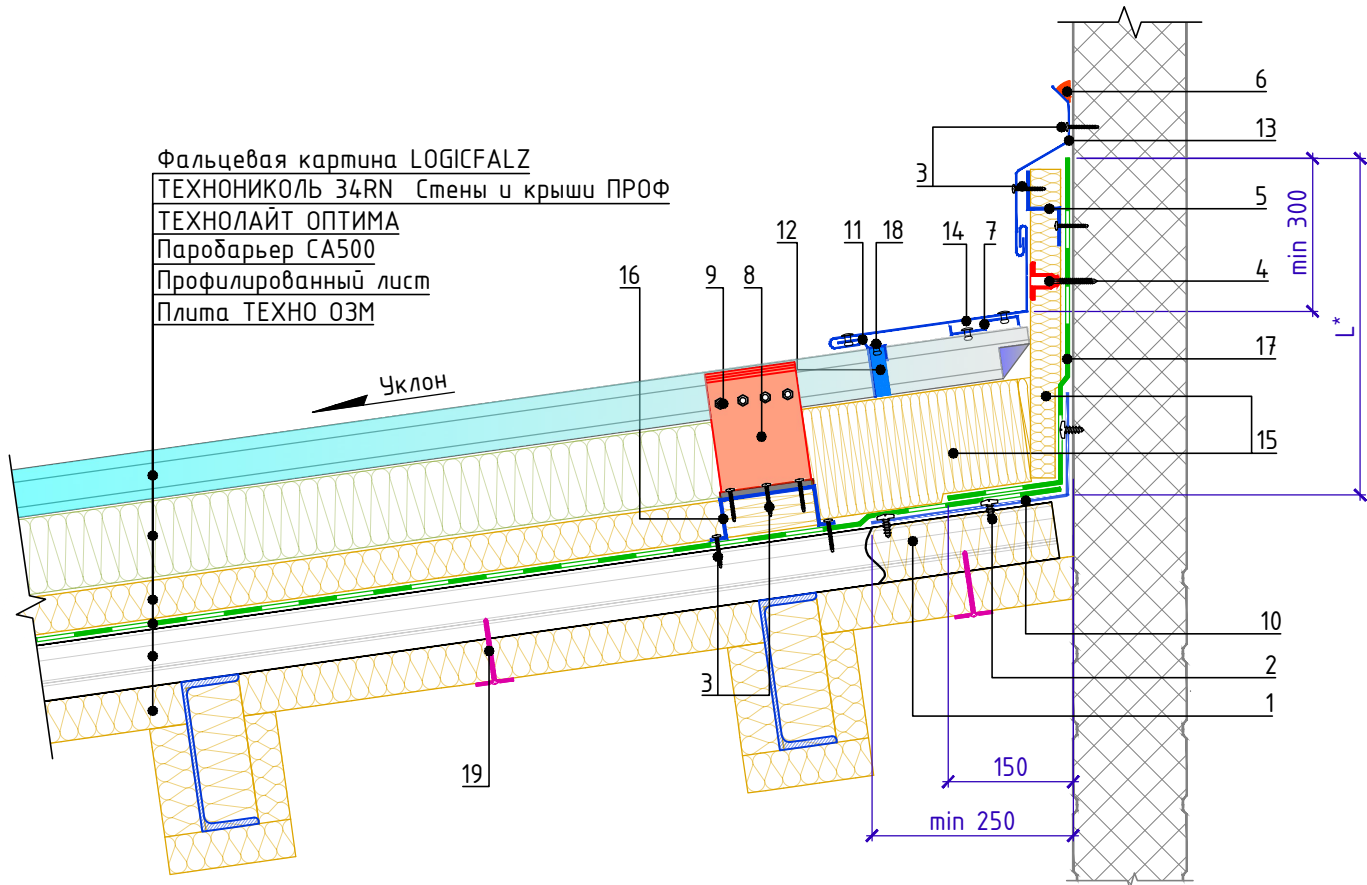 Фальцевая картина LOGICFALZ
ТЕХНОНИКОЛЬ 34RN Стены и крыши ПРОФ
ТЕХНОЛАЙТ ОПТИМА
Паробарьер СА500
Профилированный лист
Плита ТЕХНО ОЗМ
Уклон
16
9
8
12
11
18
14
7
3
6
13
5
4
17
15
10
2
1
3
19
min 300
L*
150
min 250